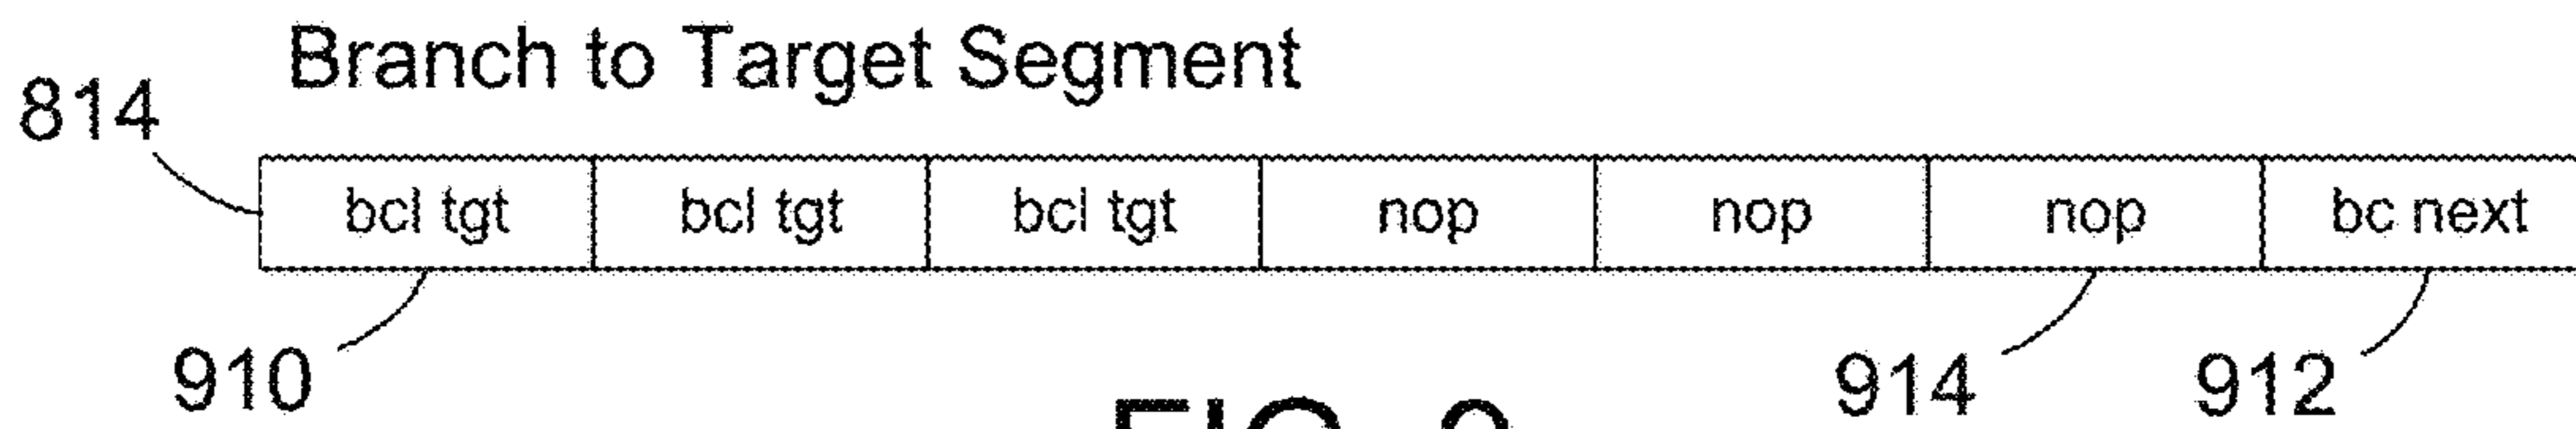 Branch to Target Segment
814
bcl tgt bcl tgt bcl tgt nop nop nop bc next
910 914 912